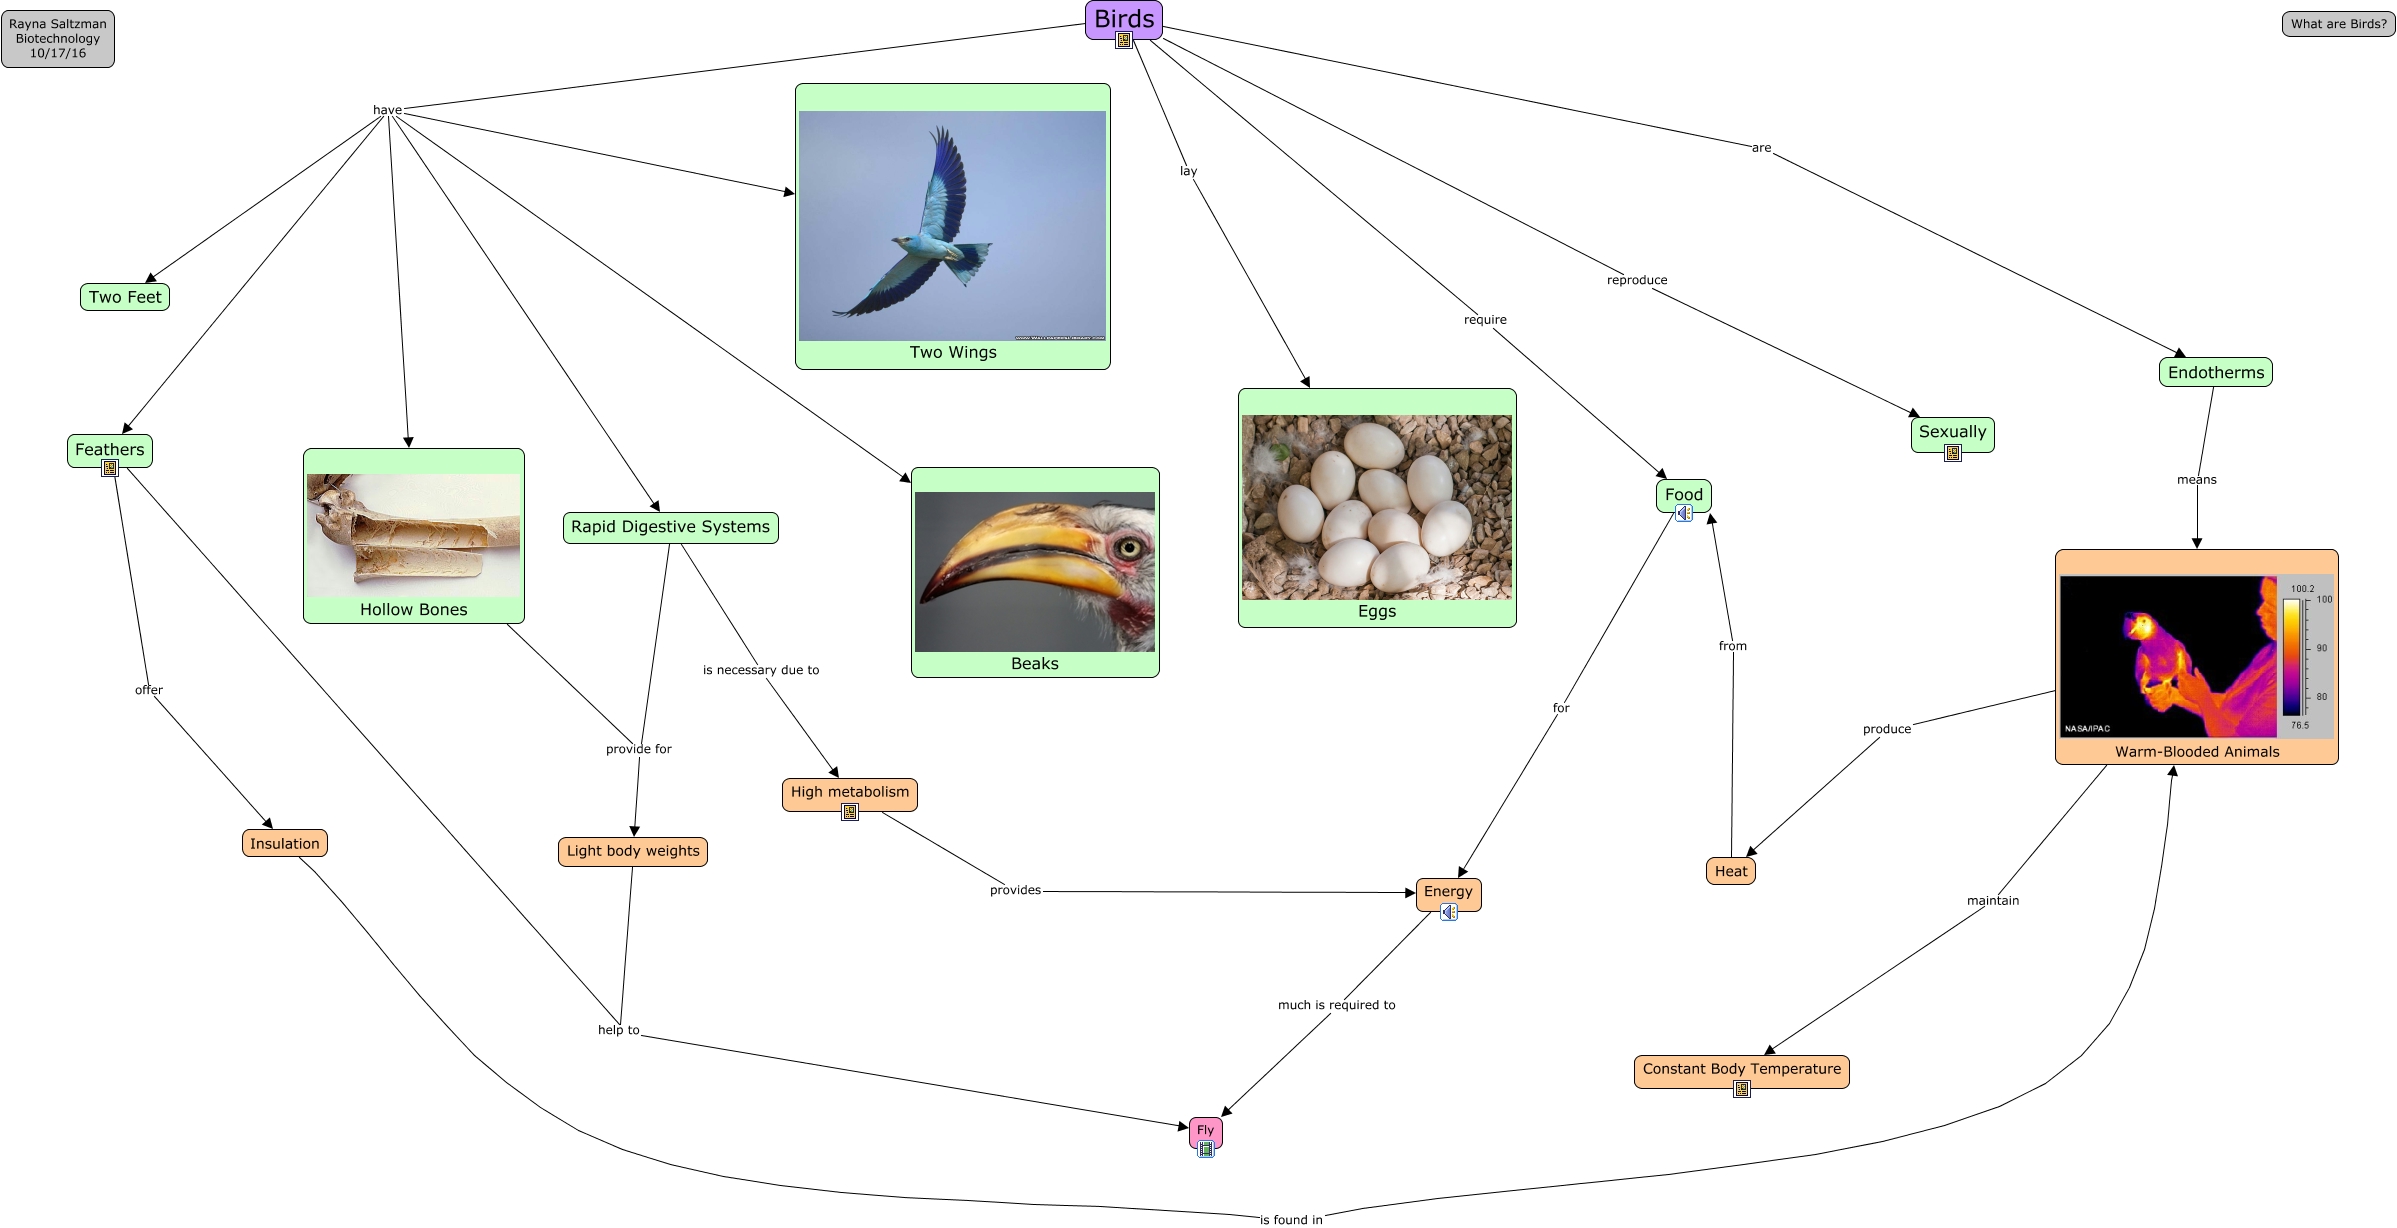 Rayna Saltzman
Biotechnology
10/17/16
Birds
What are Birds?
have
lay
are
reproduce
require
Two Feet
Two Wings
Endotherms
Feathers
Sexually
means
Food
Rapid Digestive Systems
Hollow Bones
Eggs
Beaks
100.2
100
90
80
76.5
NASA/IPAC
Warm-Blooded Animals
from
is necessary due to
offer
for
produce
provide for
High metabolism
Insulation
Light body weights
Heat
provides
Energy
maintain
much is required to
help to
Constant Body Temperature
Fly
is found in